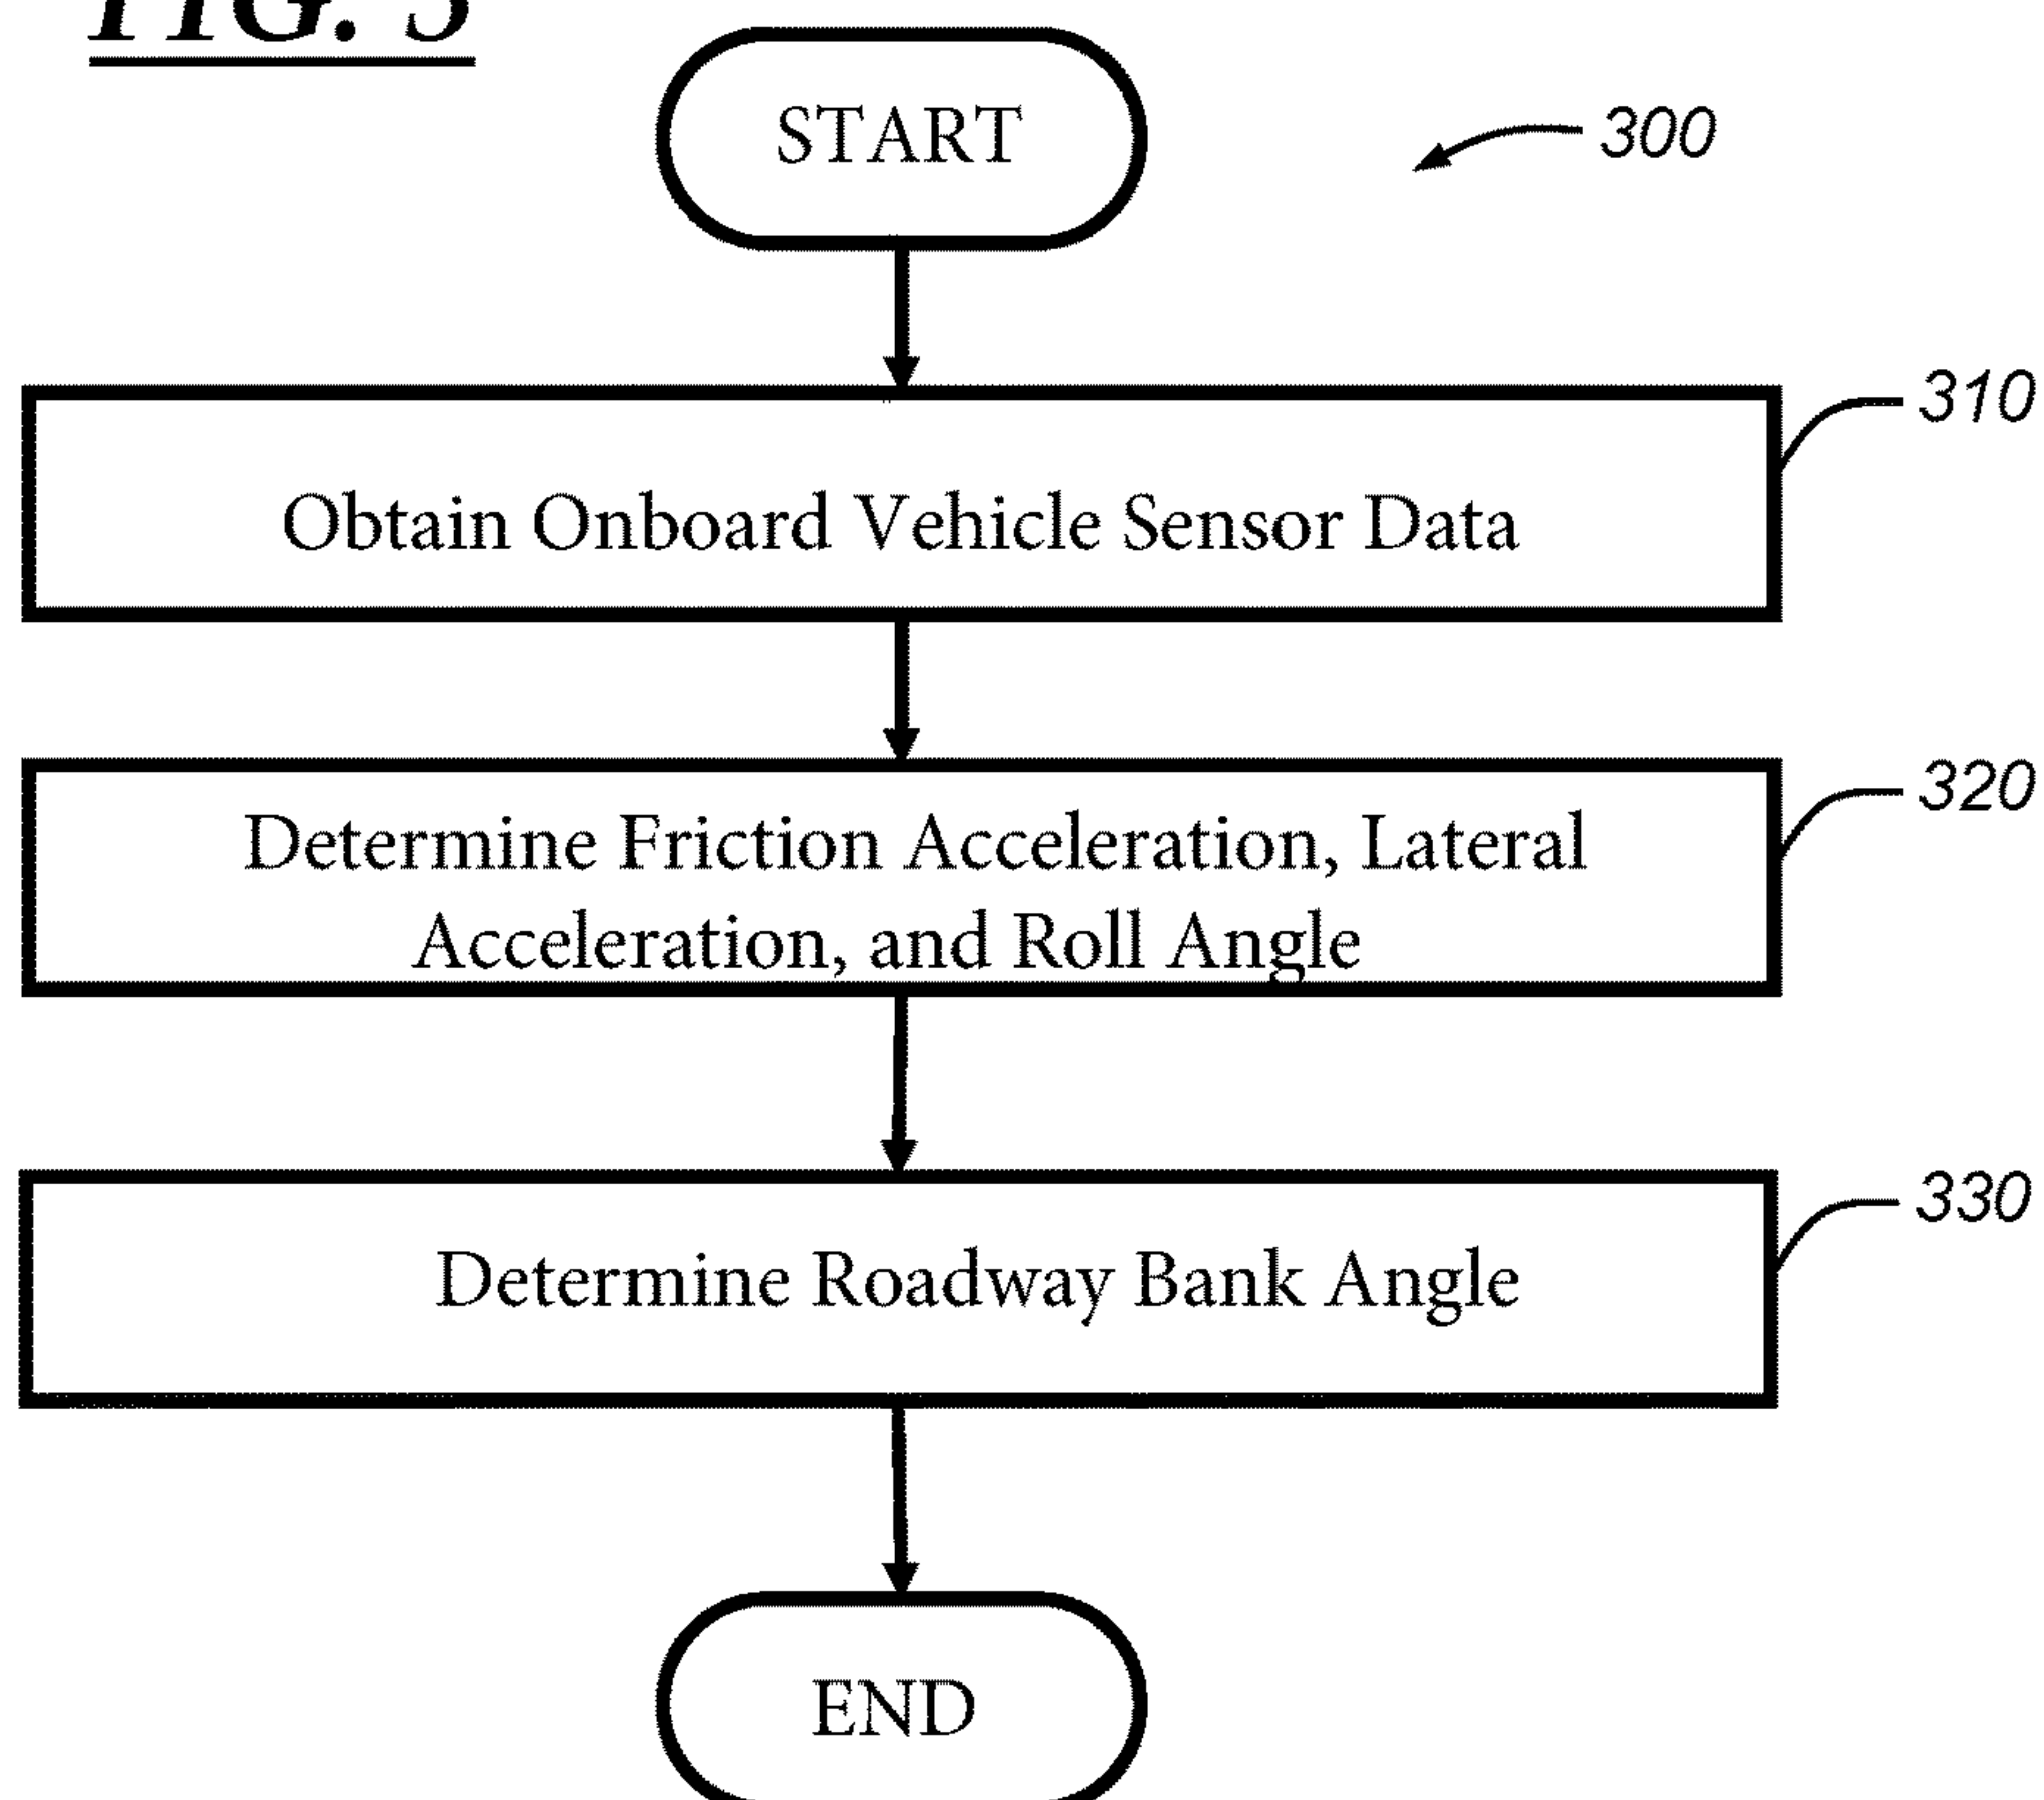 FIG. 3
START
300
310
Obtain Onboard Vehicle Sensor Data
320
Determine Friction Acceleration, Lateral
Acceleration, and Roll Angle
330
Determine Roadway Bank Angle
END